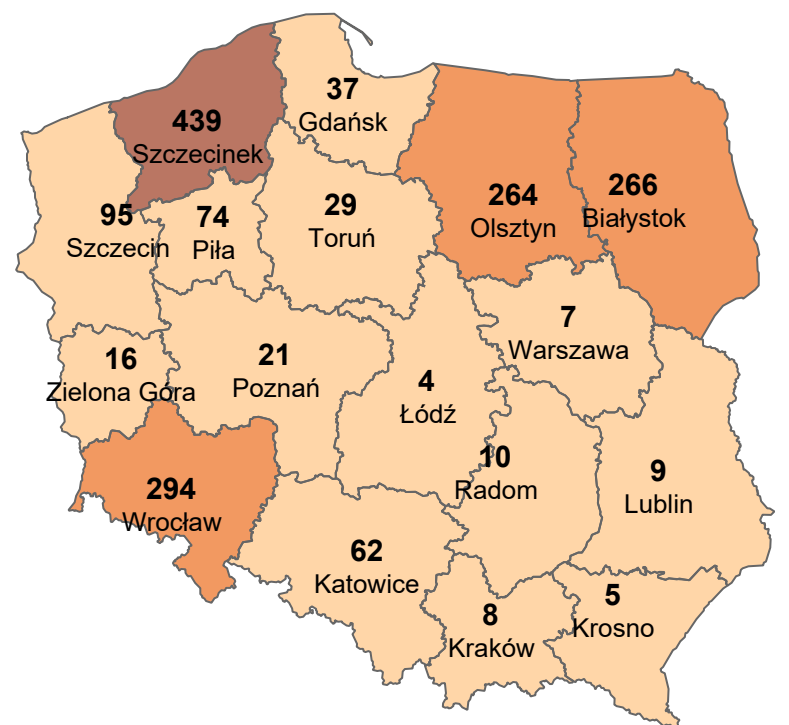 37
Gdańsk
439
Szczecinek
264
Olsztyn
266
Białystok
95
Szczecin
74
Piła
29
Toruń
7
Warszawa
16
Zielona Góra
21
Poznań
4
Łódź
10
Radom
9
Lublin
294
Wrocław
62
Katowice
8
Kraków
5
Krosno